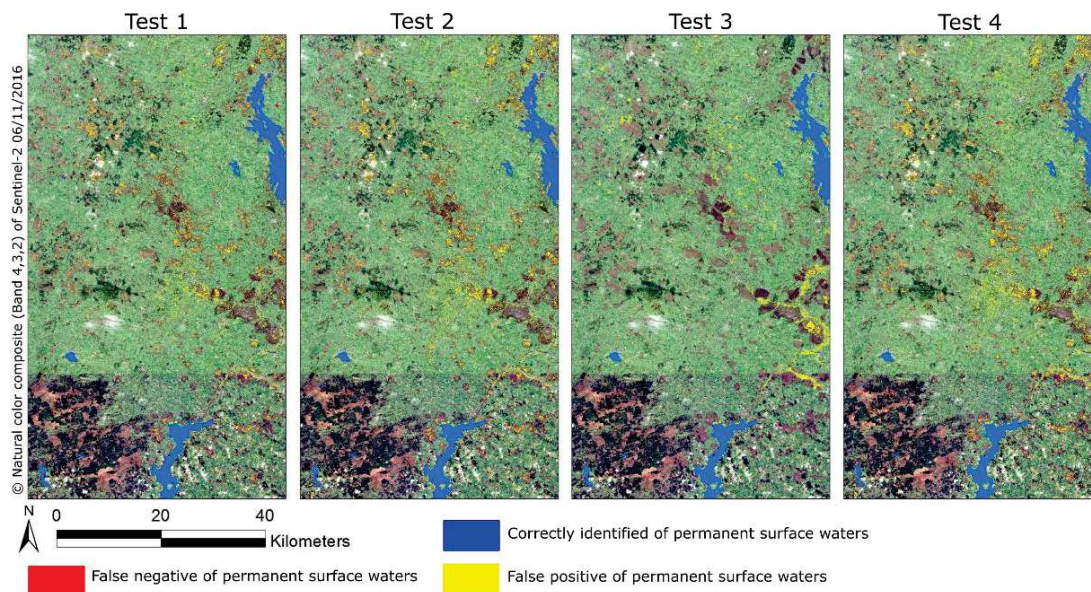 Test 1
Test 2
Test 3
Test 4
© Natural color composite (Band 4,3,2) of Sentinel-2 06/11/2016
N
0
20
40
Kilometers
Correctly identified of permanent surface waters
False negative of permanent surface waters
False positive of permanent surface waters